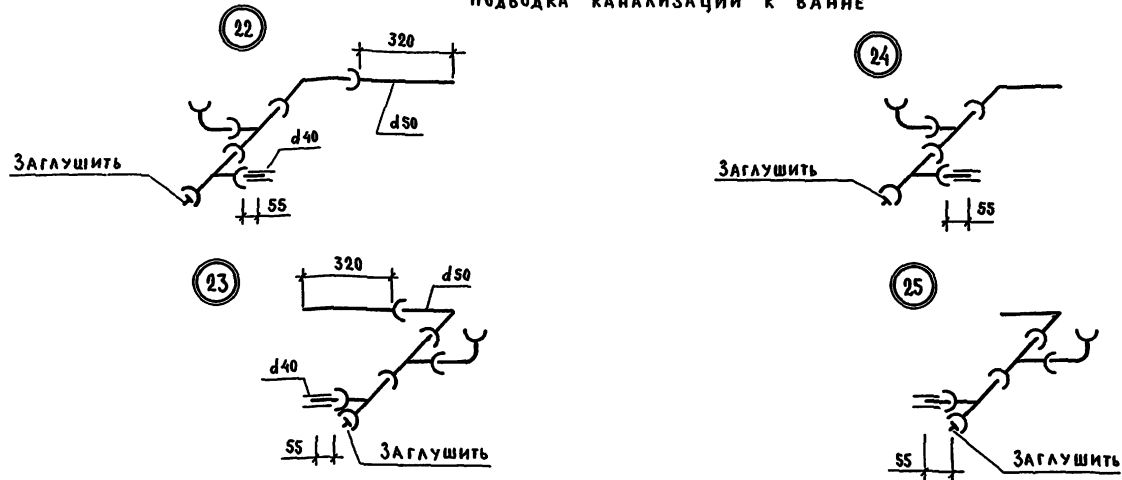 ПОДВОДКА КАНАЛИЗАЦИИ К ВАННЕ
22
320
d50
d40
ЗАГЛУШИТЬ
55
24
ЗАГЛУШИТЬ
55
23
320
d50
d40
55
ЗАГЛУШИТЬ
25
55
ЗАГЛУШИТЬ